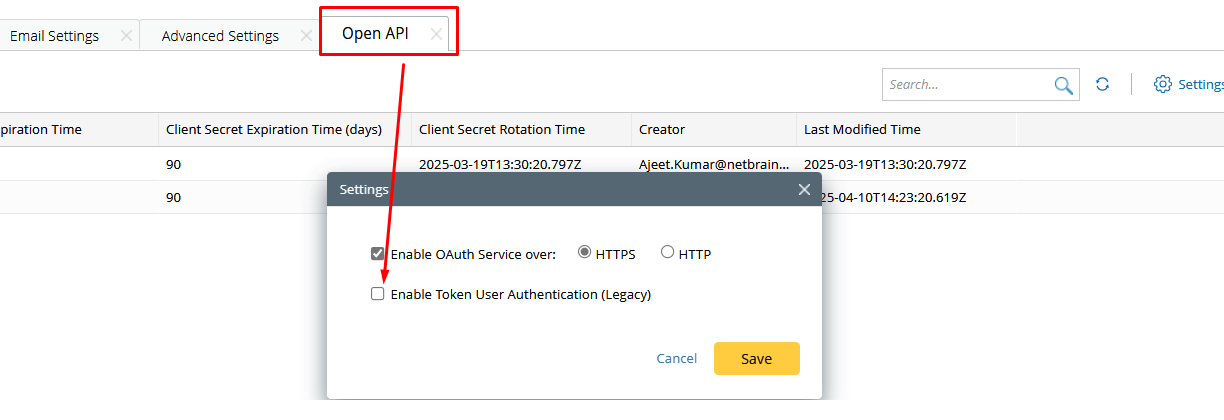 Email Settings
Advanced Settings
Open API
Search...
Settings
piration Time
Client Secret Expiration Time (days)
Client Secret Rotation Time
Creator
Last Modified Time
90
2025-03-19T13:30:20.797Z
Ajeet.Kumar@netbrain...
2025-03-19T13:30:20.797Z
90
25-04-10T14:23:20.619Z
Settings
Enable OAuth Service over:
HTTPS
HTTP
Enable Token User Authentication (Legacy)
Cancel
Save